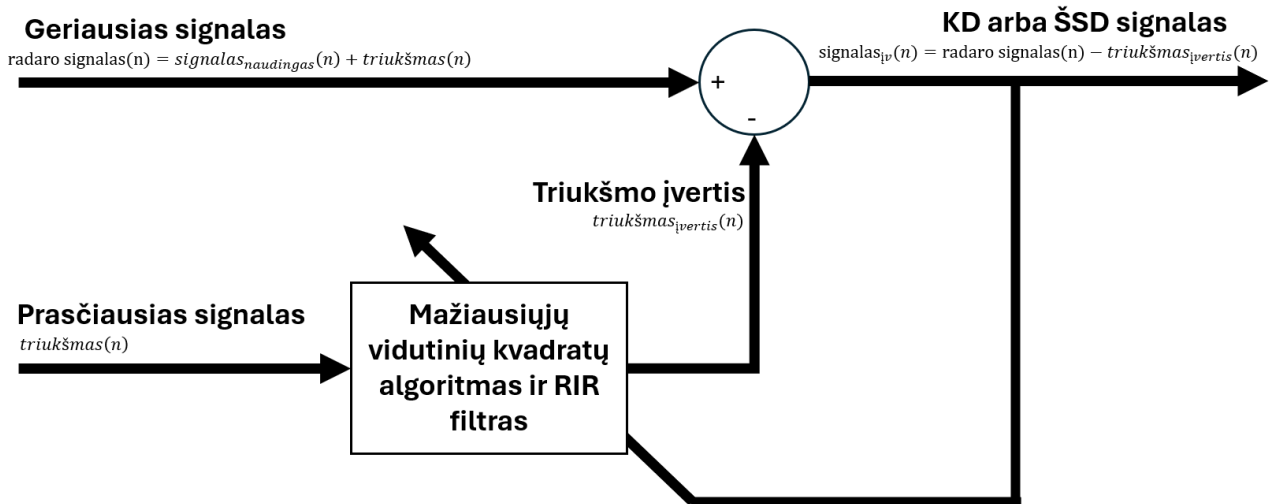 Geriausias signalas
radaro signalas(n) = signalas_naudingas(n) + triukšmas(n)
KD arba ŠSD signalas
signalas_įv(n) = radaro signalas(n) − triukšmas_įvertis(n)
+
-
Triukšmo įvertis
triukšmas_įvertis(n)
Prasčiausias signalas
triukšmas(n)
Mažiausiųjų
vidutinių kvadratų
algoritmas ir RIR
filtras